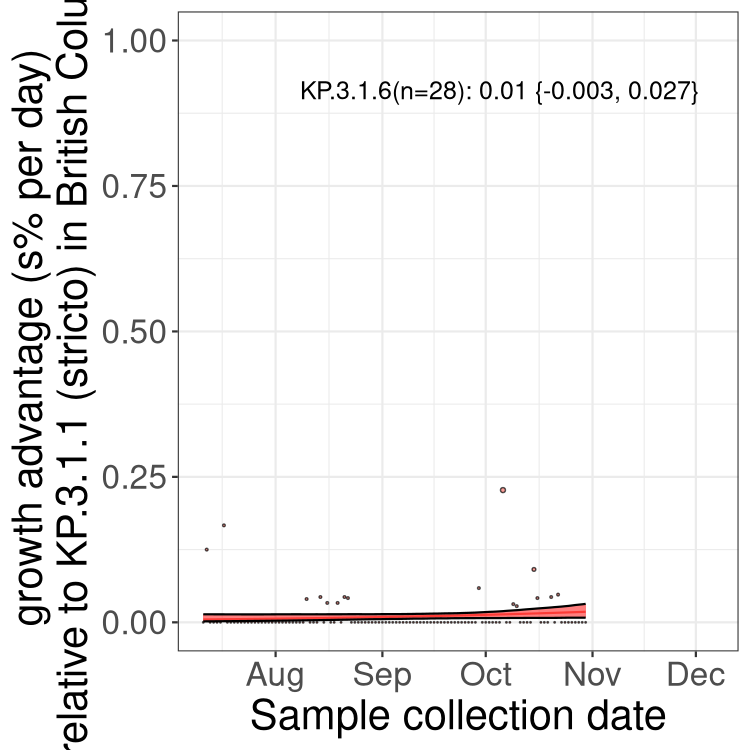 growth advantage (s% per day)
relative to KP.3.1.1 (stricto) in British Colu
1.00
0.75
0.50
0.25
0.00
KP.3.1.6(n=28): 0.01 {-0.003, 0.027}
Aug Sep Oct Nov Dec
Sample collection date